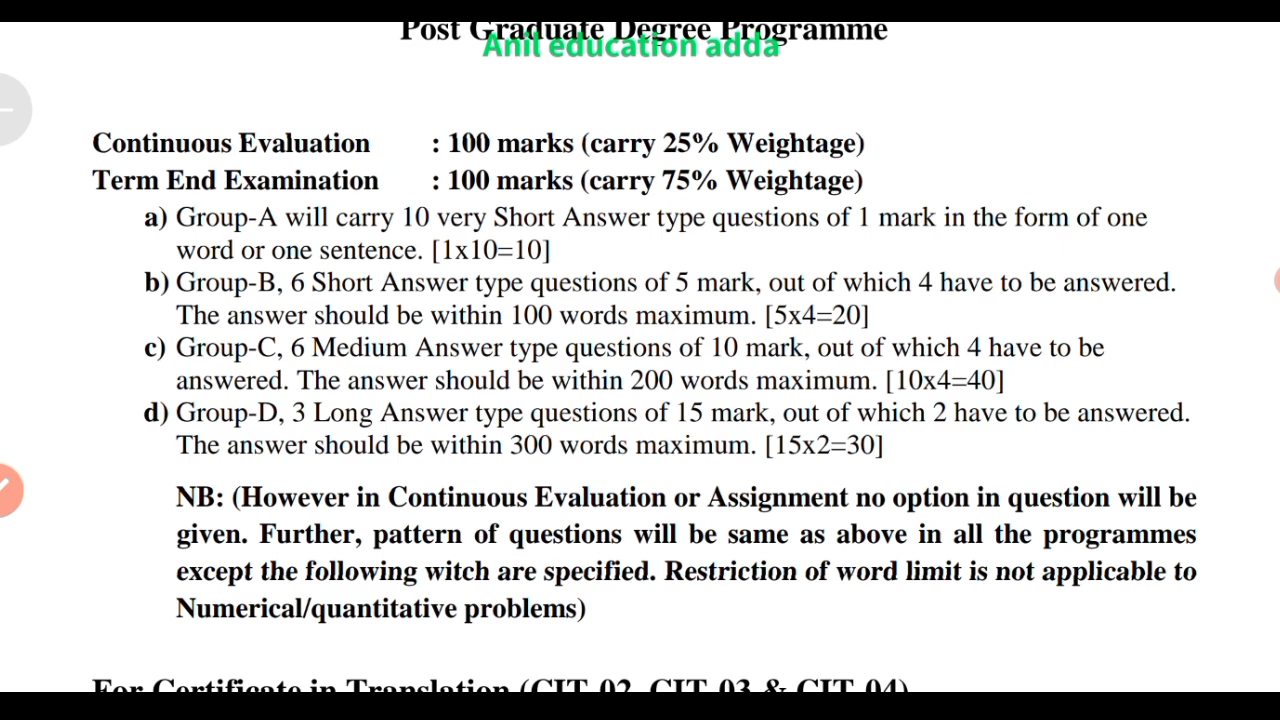 Post Graduate Degree Programme
Anil education adda
Continuous Evaluation : 100 marks (carry 25% Weightage)
Term End Examination : 100 marks (carry 75% Weightage)
a) Group-A will carry 10 very Short Answer type questions of 1 mark in the form of one
word or one sentence. [1x10=10]
b) Group-B, 6 Short Answer type questions of 5 mark, out of which 4 have to be answered.
The answer should be within 100 words maximum. [5x4=20]
c) Group-C, 6 Medium Answer type questions of 10 mark, out of which 4 have to be
answered. The answer should be within 200 words maximum. [10x4=40]
d) Group-D, 3 Long Answer type questions of 15 mark, out of which 2 have to be answered.
The answer should be within 300 words maximum. [15x2=30]
NB: (However in Continuous Evaluation or Assignment no option in question will be
given. Further, pattern of questions will be same as above in all the programmes
except the following witch are specified. Restriction of word limit is not applicable to
Numerical/quantitative problems)
For Certificate in Translation (CIT-02, CIT-03 & CIT-04)